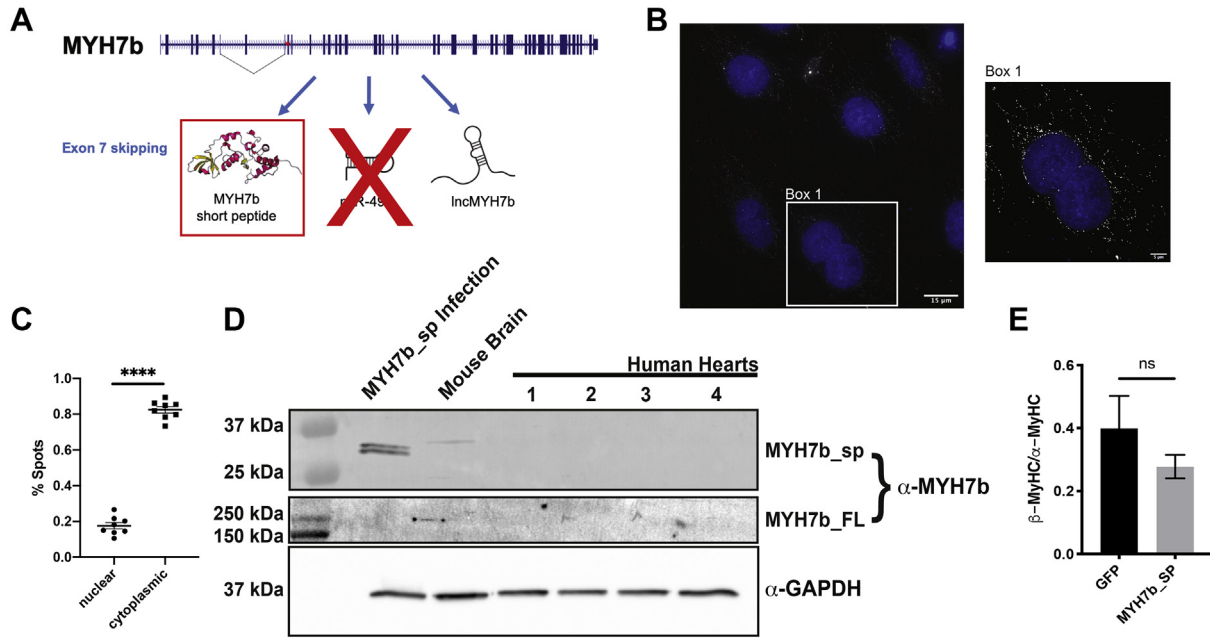 A
MYH7b
Exon 7 skipping
MYH7b
short peptide
lncMYH7b
B
Box 1
15 µm
Box 1
5 µm
C
% Spots
1.0
0.8
0.6
0.4
0.2
0.0
****
nuclear
cytoplasmic
D
MYH7b_sp Infection
Mouse Brain
Human Hearts
1 2 3 4
37 kDa
25 kDa
250 kDa
150 kDa
37 kDa
MYH7b_sp
MYH7b_FL
α-MYH7b
α-GAPDH
E
β-MyHC/α-MyHC
0.6
0.4
0.2
0.0
ns
GFP
MYH7b_SP